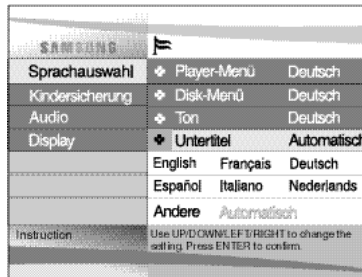 SAMSUNG
Sprachauswahl
Kindersicherung
Audio
Display
Player-Menü Deutsch
Disk-Menü Deutsch
Ton Deutsch
Untertitel Automatisch
English Français Deutsch
Español Italiano Nederlands
Andere Automatisch
Instruction
Use UP/DOWN/LEFT/RIGHT to change the
setting. Press ENTER to confirm.